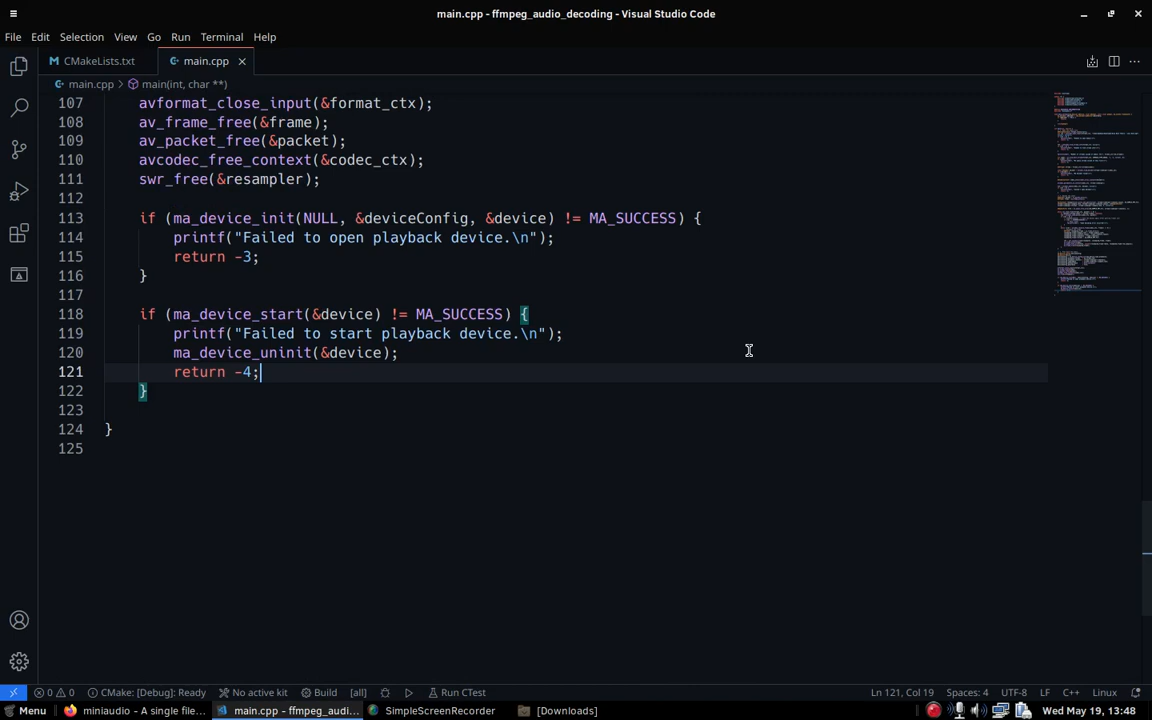 main.cpp - ffmpeg_audio_decoding - Visual Studio Code
File Edit Selection View Go Run Terminal Help
CMakeLists.txt main.cpp
main.cpp > main(int, char **)
107 avformat_close_input(&format_ctx);
108 av_frame_free(&frame);
109 av_packet_free(&packet);
110 avcodec_free_context(&codec_ctx);
111 swr_free(&resampler);
112
113 if (ma_device_init(NULL, &deviceConfig, &device) != MA_SUCCESS) {
114 printf("Failed to open playback device.\n");
115 return -3;
116 }
117
118 if (ma_device_start(&device) != MA_SUCCESS) {
119 printf("Failed to start playback device.\n");
120 ma_device_uninit(&device);
121 return -4;
122 }
123
124 }
125
0 0 CMake: [Debug]: Ready No active kit Build [all] Run CTest Ln 121, Col 19 Spaces: 4 UTF-8 LF C++ Linux
Menu miniaudio - A single file... main.cpp - ffmpeg_audi... SimpleScreenRecorder [Downloads] Wed May 19, 13:48